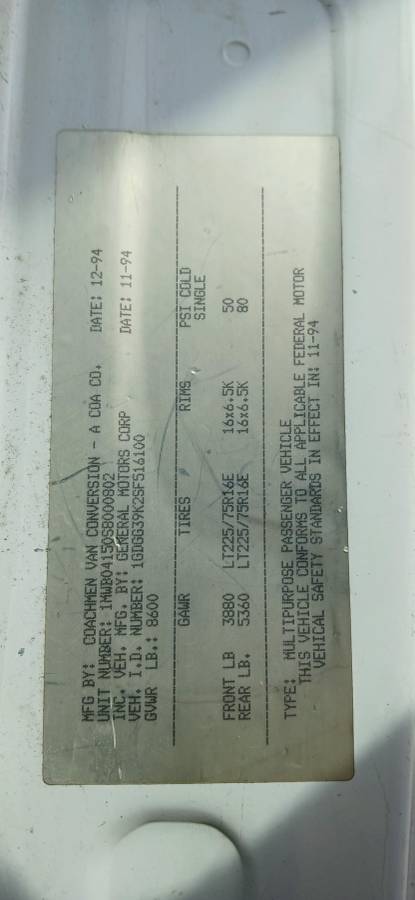 MFG BY: COACHMEN VAN CONVERSION - A COA CO. DATE: 12-94
UNIT NUMBER: 1MWB04150S8000802
INC. VEH. MFG. BY: GENERAL MOTORS CORP DATE: 11-94
VEH. I.D. NUMBER: 1GDGG39K2SF516100
GVWR LB.: 8600
GAWR TIRES RIMS PSI COLD
SINGLE
FRONT LB 3880 LT225/75R16E 16x6.5K 50
REAR LB. 5360 LT225/75R16E 16x6.5K 80
TYPE: MULTIPURPOSE PASSENGER VEHICLE
THIS VEHICLE CONFORMS TO ALL APPLICABLE FEDERAL MOTOR
VEHICAL SAFETY STANDARDS IN EFFECT IN: 11-94